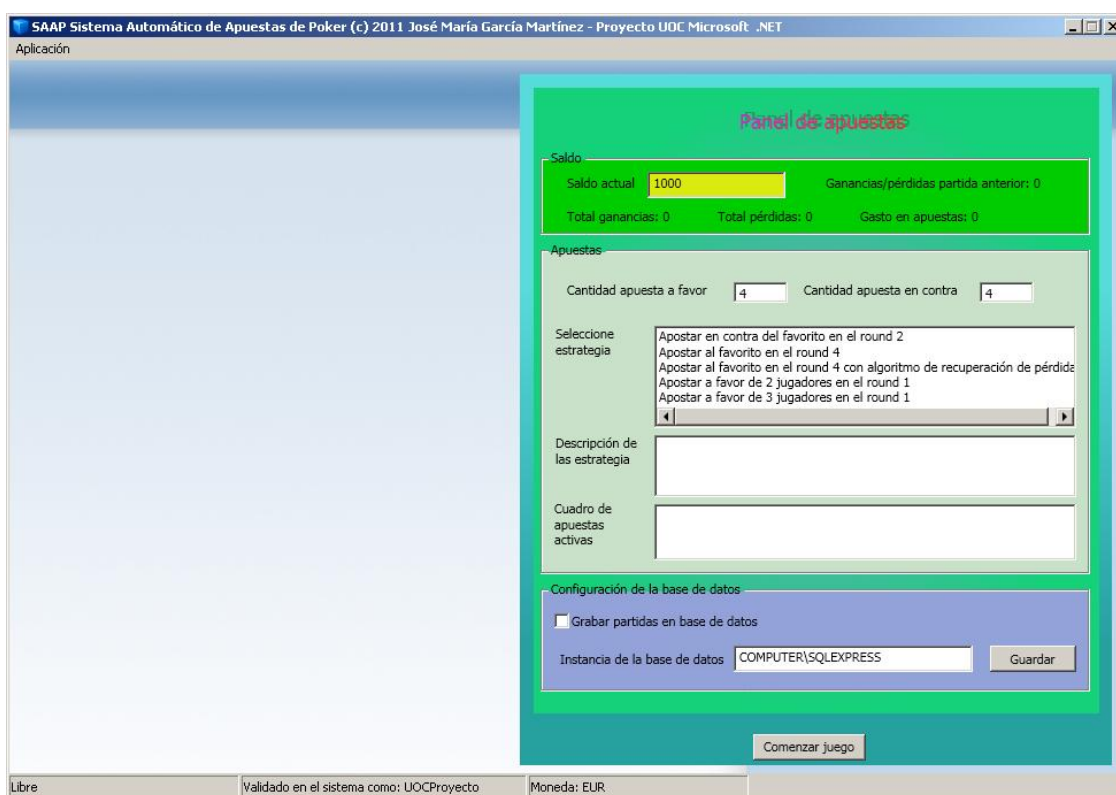 SAAP Sistema Automático de Apuestas de Poker (c) 2011 José María García Martínez - Proyecto UOC Microsoft .NET
Aplicación
Panel de apuestas
Saldo
Saldo actual 1000 Ganancias/pérdidas partida anterior: 0
Total ganancias: 0 Total pérdidas: 0 Gasto en apuestas: 0
Apuestas
Cantidad apuesta a favor 4 Cantidad apuesta en contra 4
Seleccione
estrategia
Apostar en contra del favorito en el round 2
Apostar al favorito en el round 4
Apostar al favorito en el round 4 con algoritmo de recuperación de pérdida
Apostar a favor de 2 jugadores en el round 1
Apostar a favor de 3 jugadores en el round 1
Descripción de
las estrategia
Cuadro de
apuestas
activas
Configuración de la base de datos
Grabar partidas en base de datos
Instancia de la base de datos COMPUTER\SQLEXPRESS Guardar
Comenzar juego
Libre Validado en el sistema como: UOCProyecto Moneda: EUR